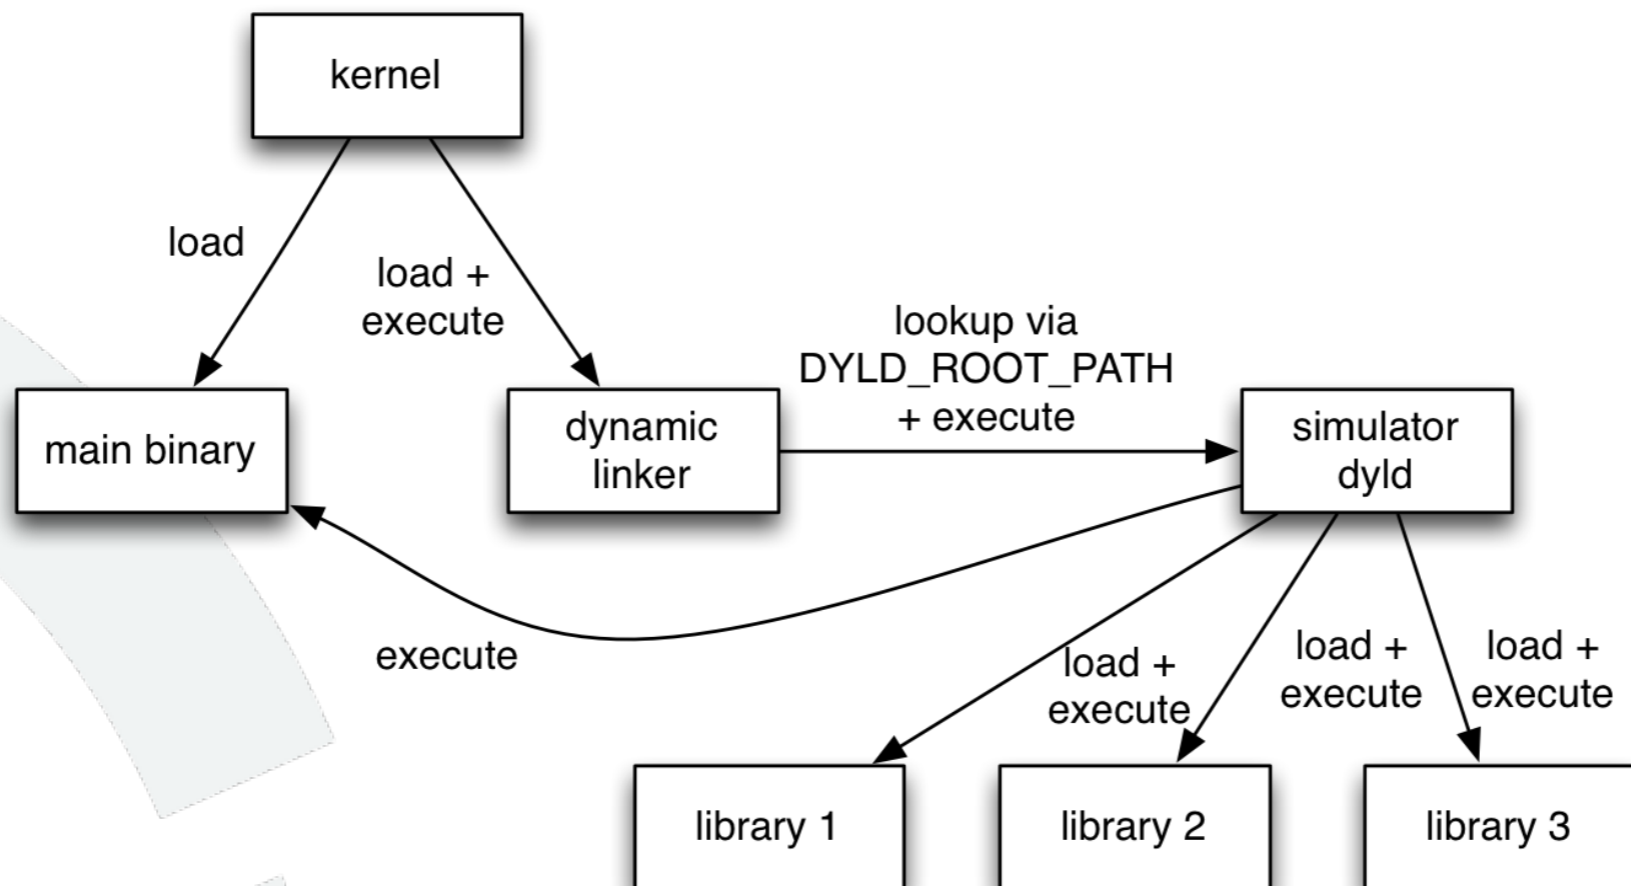 kernel
load
load +
execute
lookup via
DYLD_ROOT_PATH
+ execute
main binary
dynamic
linker
simulator
dyld
execute
load +
execute
load +
execute
load +
execute
library 1
library 2
library 3